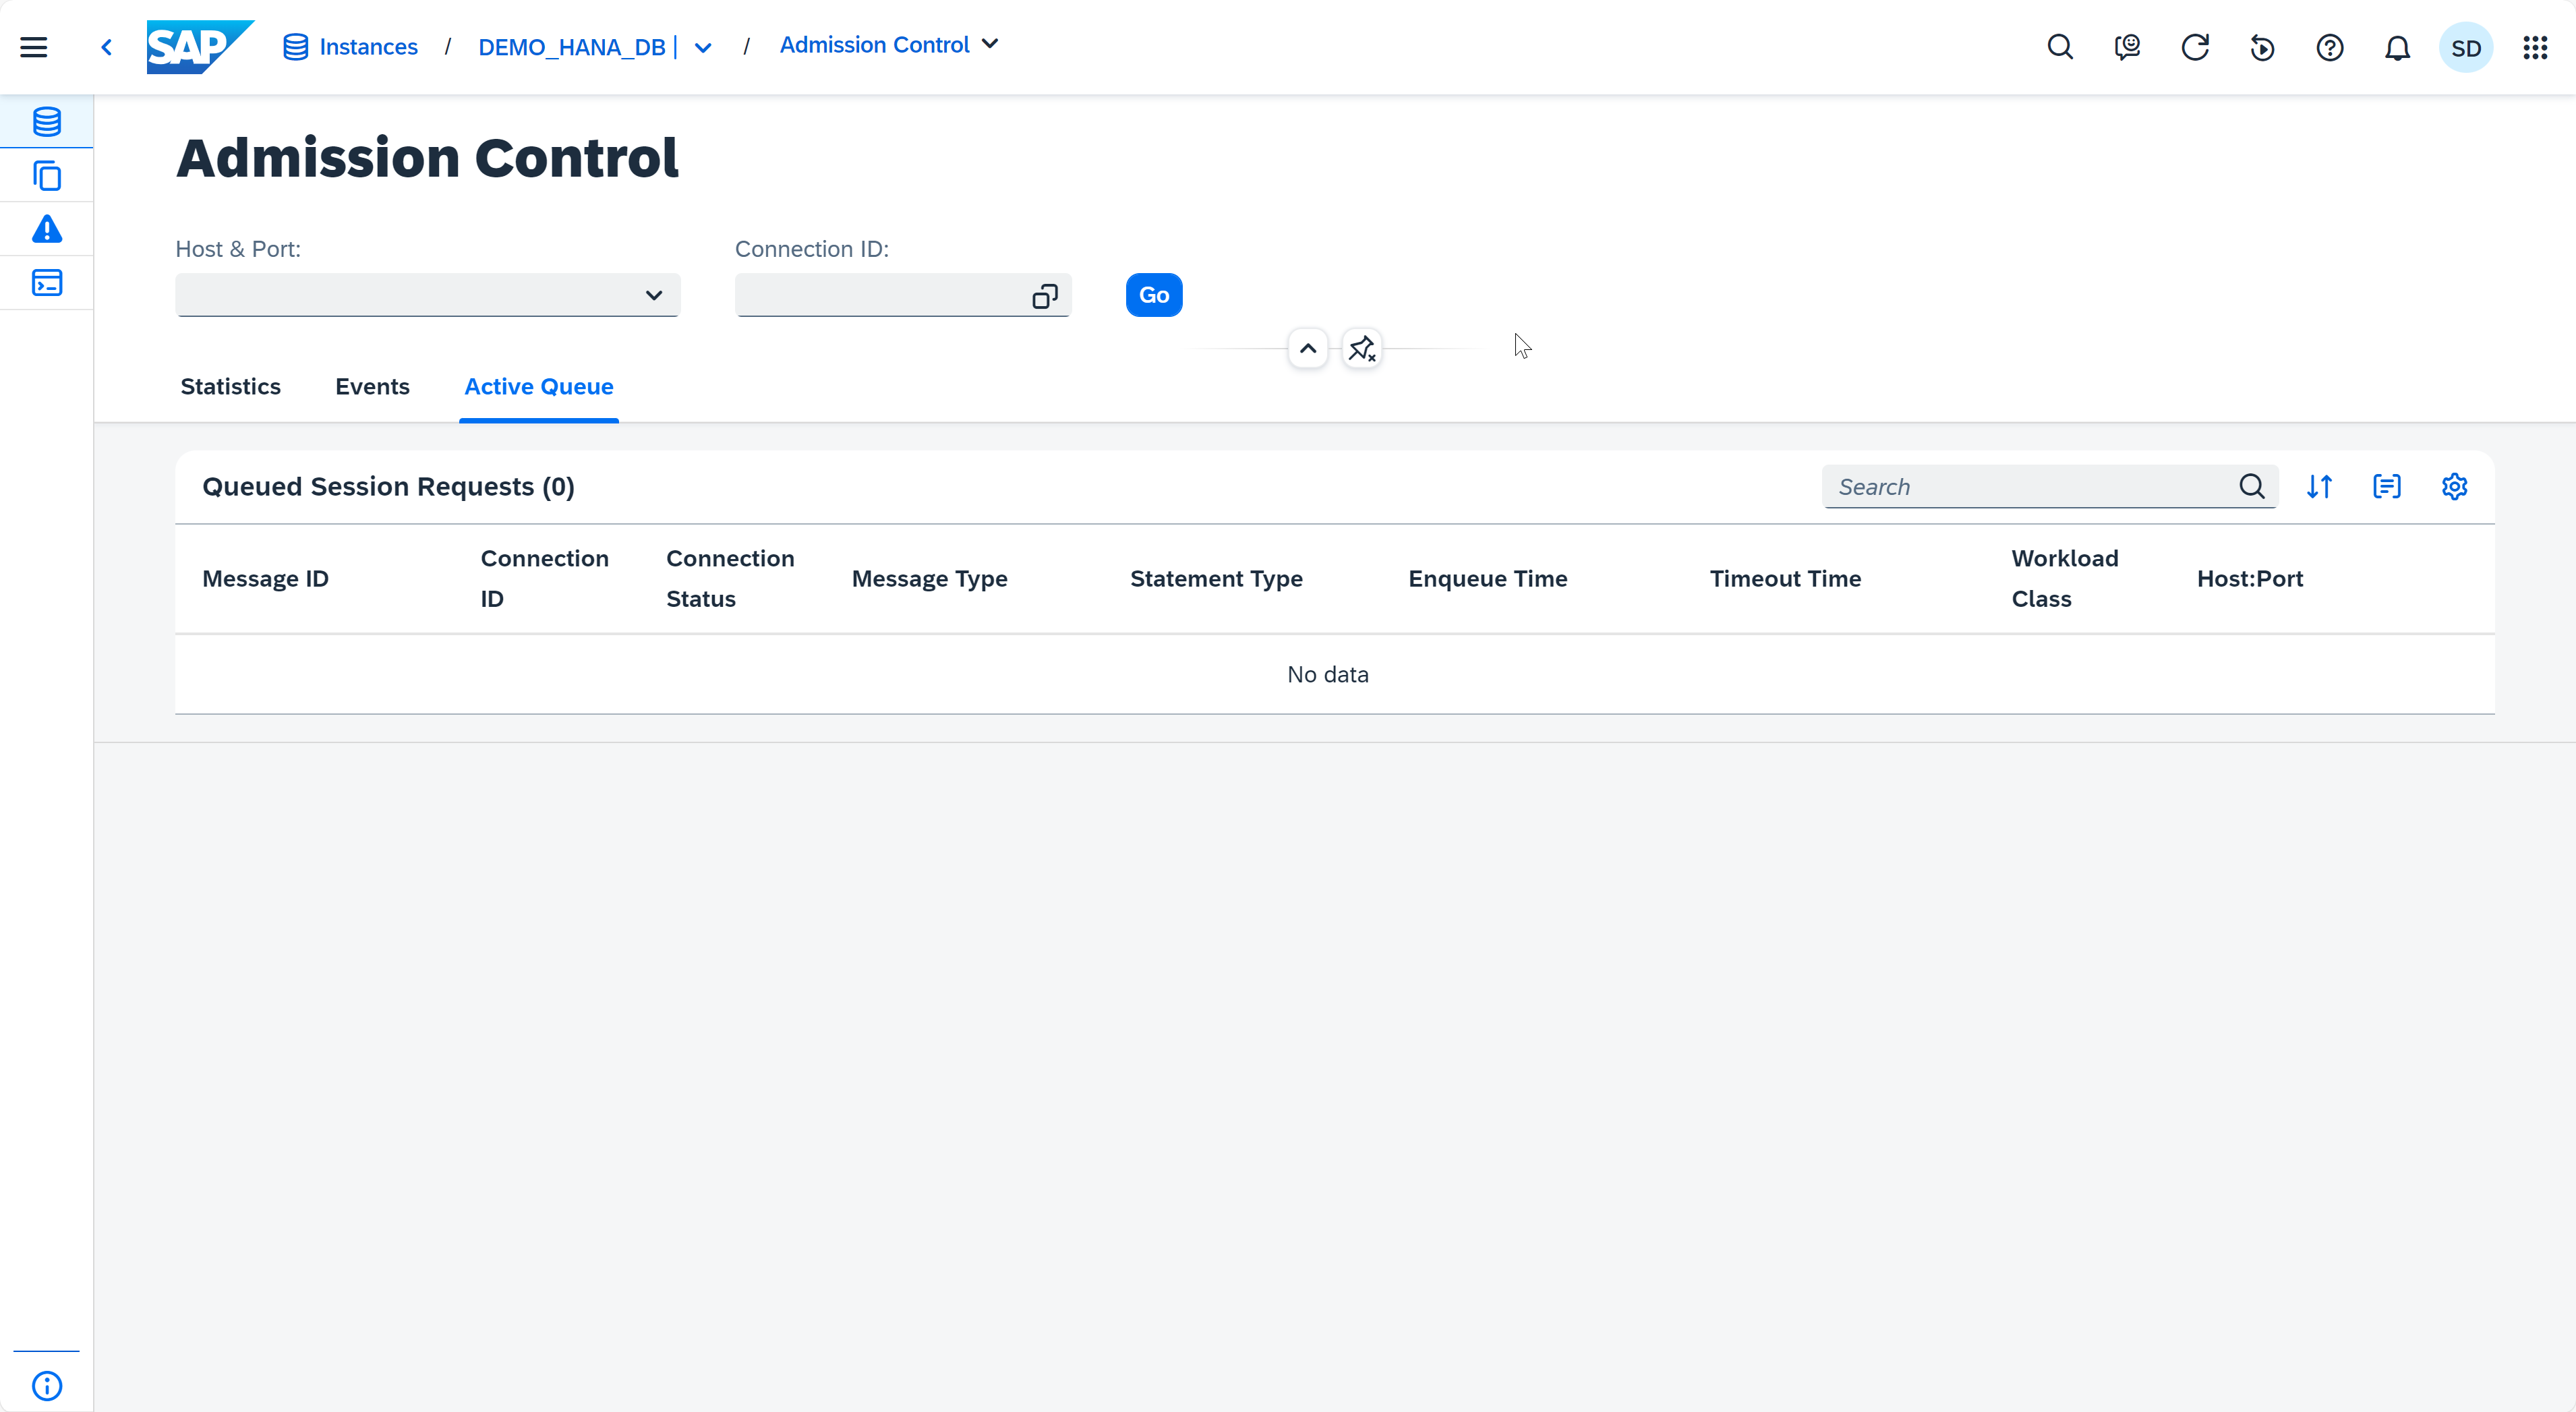 SAP Instances / DEMO_HANA_DB | / Admission Control SD
Admission Control
Host & Port: Connection ID:
Go
Statistics Events Active Queue
Queued Session Requests (0) Search
Message ID Connection ID Connection Status Message Type Statement Type Enqueue Time Timeout Time Workload Class Host:Port
No data